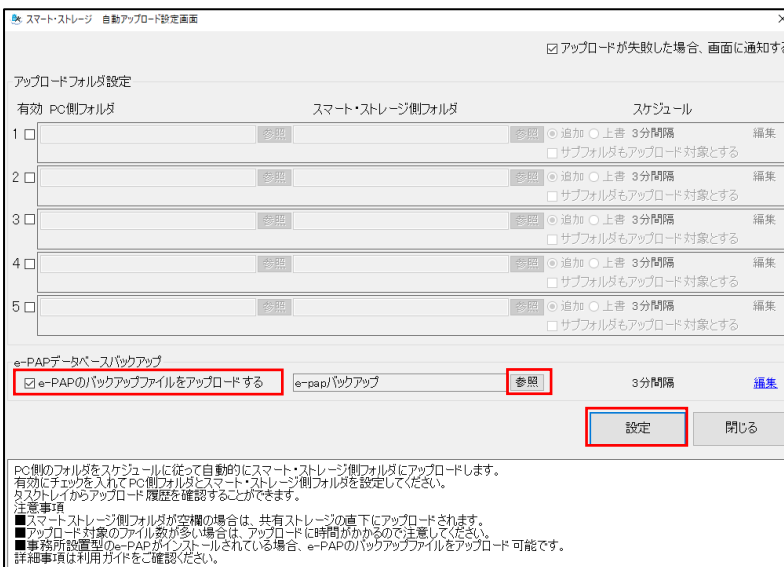 スマート・ストレージ　自動アップロード設定画面
アップロードが失敗した場合、画面に通知する
アップロードフォルダ設定
有効 PC側フォルダ スマート・ストレージ側フォルダ スケジュール
1 参照 参照 追加 上書 3分間隔 編集
サブフォルダもアップロード対象とする
2 参照 参照 追加 上書 3分間隔 編集
サブフォルダもアップロード対象とする
3 参照 参照 追加 上書 3分間隔 編集
サブフォルダもアップロード対象とする
4 参照 参照 追加 上書 3分間隔 編集
サブフォルダもアップロード対象とする
5 参照 参照 追加 上書 3分間隔 編集
サブフォルダもアップロード対象とする
e-PAPデータベースバックアップ
e-PAPのバックアップファイルをアップロードする e-papバックアップ 参照 3分間隔 編集
設定 閉じる
PC側のフォルダをスケジュールに従って自動的にスマート・ストレージ側フォルダにアップロードします。
有効にチェックを入れてPC側フォルダとスマート・ストレージ側フォルダを設定してください。
タスクトレイからアップロード履歴を確認することができます。
注意事項
■スマートストレージ側フォルダが空欄の場合は、共有ストレージの直下にアップロードされます。
■アップロード対象のファイル数が多い場合は、アップロードに時間がかかるので注意してください。
■事務所設置型のe-PAPがインストールされている場合、e-PAPのバックアップファイルをアップロード可能です。
詳細事項は利用ガイドをご確認ください。